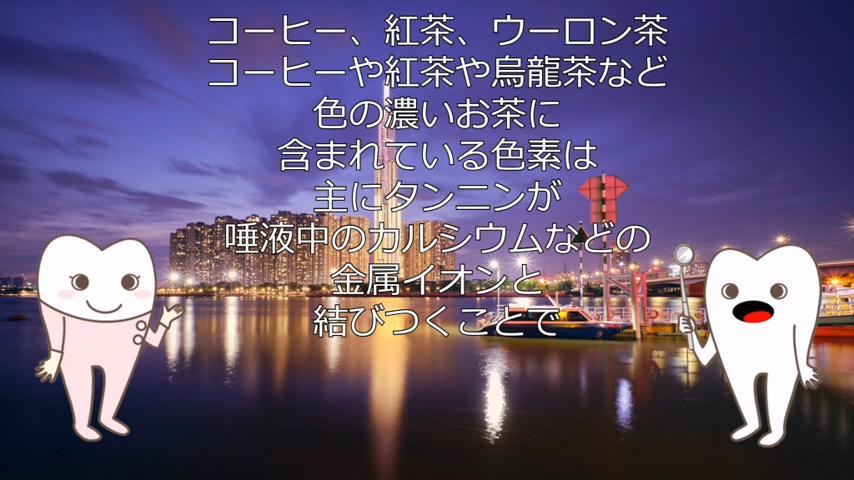 コーヒー、紅茶、ウーロン茶
コーヒーや紅茶や烏龍茶など
色の濃いお茶に
含まれている色素は
主にタンニンが
唾液中のカルシウムなどの
金属イオンと
結びつくことで